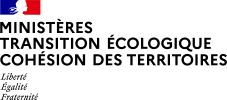 MINISTÈRES
TRANSITION ÉCOLOGIQUE
COHÉSION DES TERRITOIRES
Liberté
Égalité
Fraternité